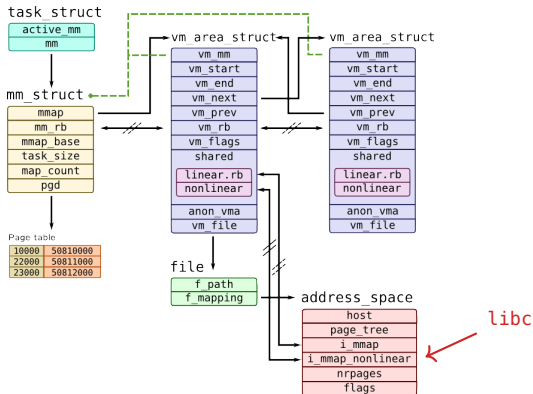 task_struct
active_mm
mm
mm_struct
mmap
mm_rb
mmap_base
task_size
map_count
pgd
Page table
10000 50810000
22000 50811000
23000 50812000
vm_area_struct
vm_mm
vm_start
vm_end
vm_next
vm_prev
vm_rb
vm_flags
shared
linear.rb
nonlinear
anon_vma
vm_file
vm_area_struct
vm_mm
vm_start
vm_end
vm_next
vm_prev
vm_rb
vm_flags
shared
linear.rb
nonlinear
anon_vma
vm_file
file
f_path
f_mapping
address_space
host
page_tree
i_mmap
i_mmap_nonlinear
nrpages
flags
libc